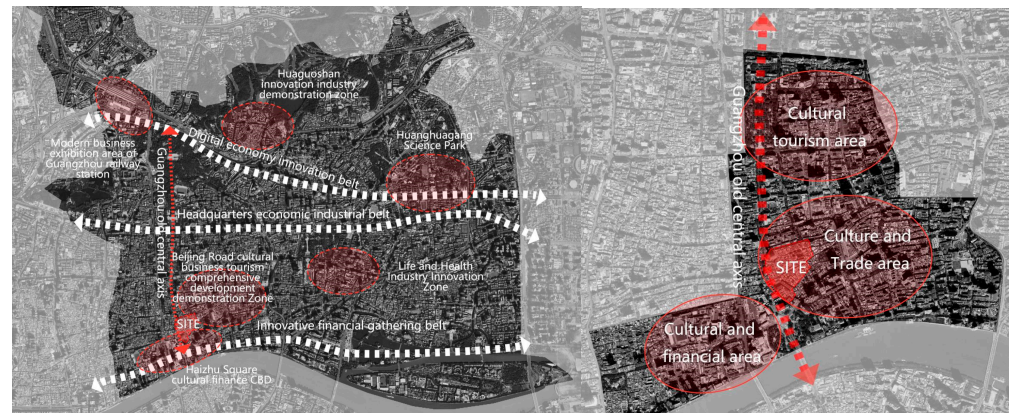 Huaguoshan
innovation industry
demonstration zone
Huanghuagang
Science Park
Digital economy innovation belt
Modern business
exhibition area of
Guangzhou railway
station
Guangzhou old central axis
Headquarters economic industrial belt
Beijing Road cultural
business tourism
comprehensive
development
demonstration Zone
Life and Health
Industry Innovation
Zone
SITE
Innovative financial gathering belt
Haizhu Square
cultural finance CBD
Guangzhou old central axis
Cultural
tourism area
Culture and
Trade area
SITE
Cultural and
financial area